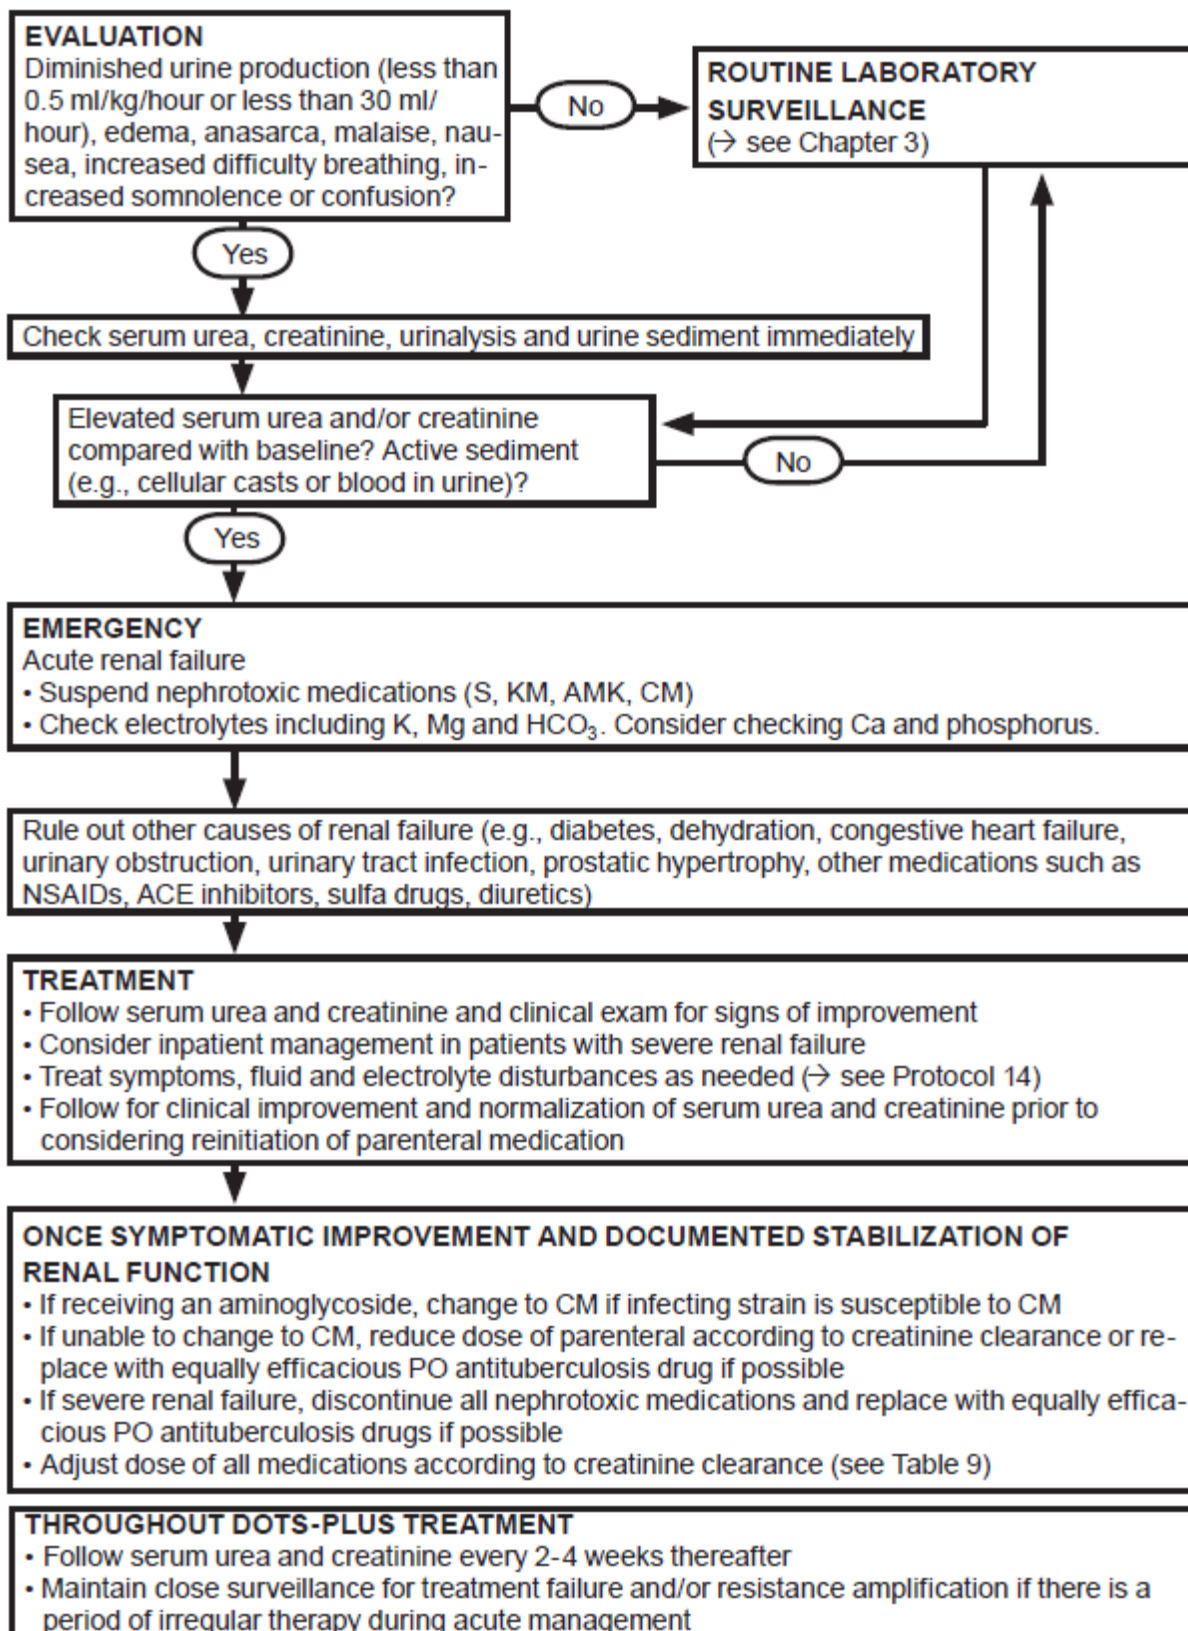 EVALUATION
Diminished urine production (less than
0.5 ml/kg/hour or less than 30 ml/
hour), edema, anasarca, malaise, nau-
sea, increased difficulty breathing, in-
creased somnolence or confusion?
No
ROUTINE LABORATORY
SURVEILLANCE
(→ see Chapter 3)
Yes
Check serum urea, creatinine, urinalysis and urine sediment immediately
Elevated serum urea and/or creatinine
compared with baseline? Active sediment
(e.g., cellular casts or blood in urine)?
No
Yes
EMERGENCY
Acute renal failure
• Suspend nephrotoxic medications (S, KM, AMK, CM)
• Check electrolytes including K, Mg and HCO₃. Consider checking Ca and phosphorus.
Rule out other causes of renal failure (e.g., diabetes, dehydration, congestive heart failure,
urinary obstruction, urinary tract infection, prostatic hypertrophy, other medications such as
NSAIDs, ACE inhibitors, sulfa drugs, diuretics)
TREATMENT
• Follow serum urea and creatinine and clinical exam for signs of improvement
• Consider inpatient management in patients with severe renal failure
• Treat symptoms, fluid and electrolyte disturbances as needed (→ see Protocol 14)
• Follow for clinical improvement and normalization of serum urea and creatinine prior to
considering reinitiation of parenteral medication
ONCE SYMPTOMATIC IMPROVEMENT AND DOCUMENTED STABILIZATION OF
RENAL FUNCTION
• If receiving an aminoglycoside, change to CM if infecting strain is susceptible to CM
• If unable to change to CM, reduce dose of parenteral according to creatinine clearance or re-
place with equally efficacious PO antituberculosis drug if possible
• If severe renal failure, discontinue all nephrotoxic medications and replace with equally effica-
cious PO antituberculosis drugs if possible
• Adjust dose of all medications according to creatinine clearance (see Table 9)
THROUGHOUT DOTS-PLUS TREATMENT
• Follow serum urea and creatinine every 2-4 weeks thereafter
• Maintain close surveillance for treatment failure and/or resistance amplification if there is a
period of irregular therapy during acute management